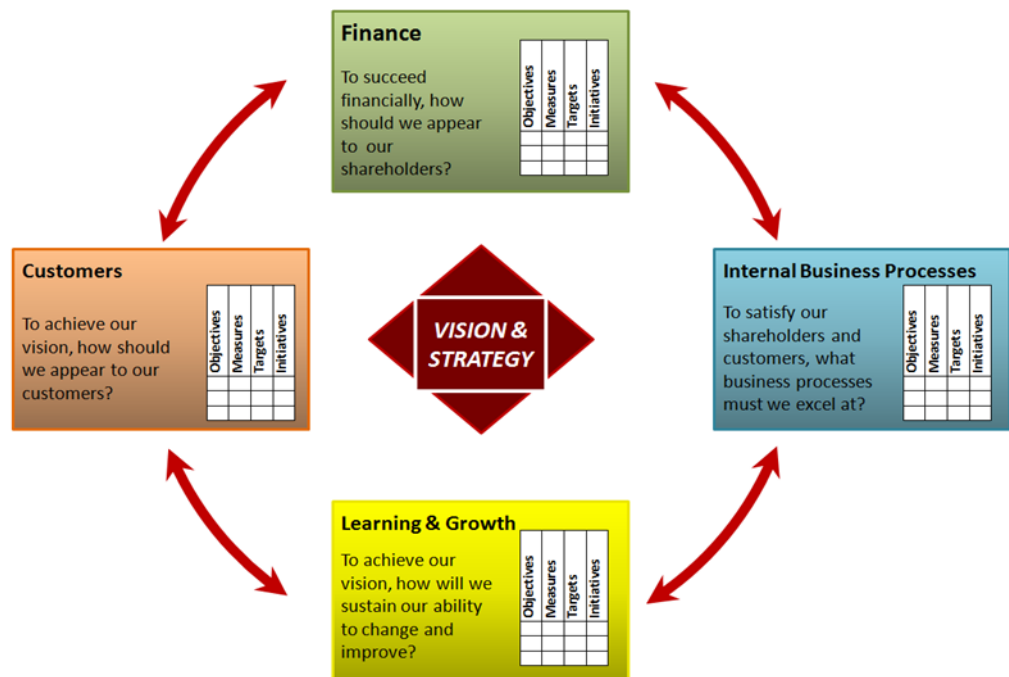 Finance
To succeed
financially, how
should we appear
to our
shareholders?
Objectives
Measures
Targets
Initiatives
Customers
To achieve our
vision, how should
we appear to our
customers?
Objectives
Measures
Targets
Initiatives
VISION &
STRATEGY
Internal Business Processes
To satisfy our
shareholders and
customers, what
business processes
must we excel at?
Objectives
Measures
Targets
Initiatives
Learning & Growth
To achieve our
vision, how will we
sustain our ability
to change and
improve?
Objectives
Measures
Targets
Initiatives